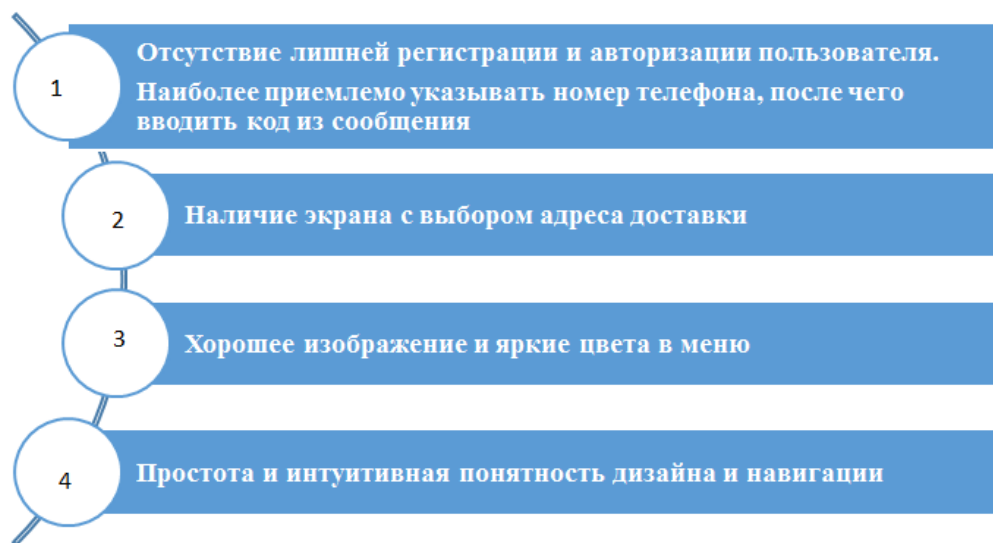 1
Отсутствие лишней регистрации и авторизации пользователя.
Наиболее приемлемо указывать номер телефона, после чего
вводить код из сообщения
2
Наличие экрана с выбором адреса доставки
3
Хорошее изображение и яркие цвета в меню
4
Простота и интуитивная понятность дизайна и навигации